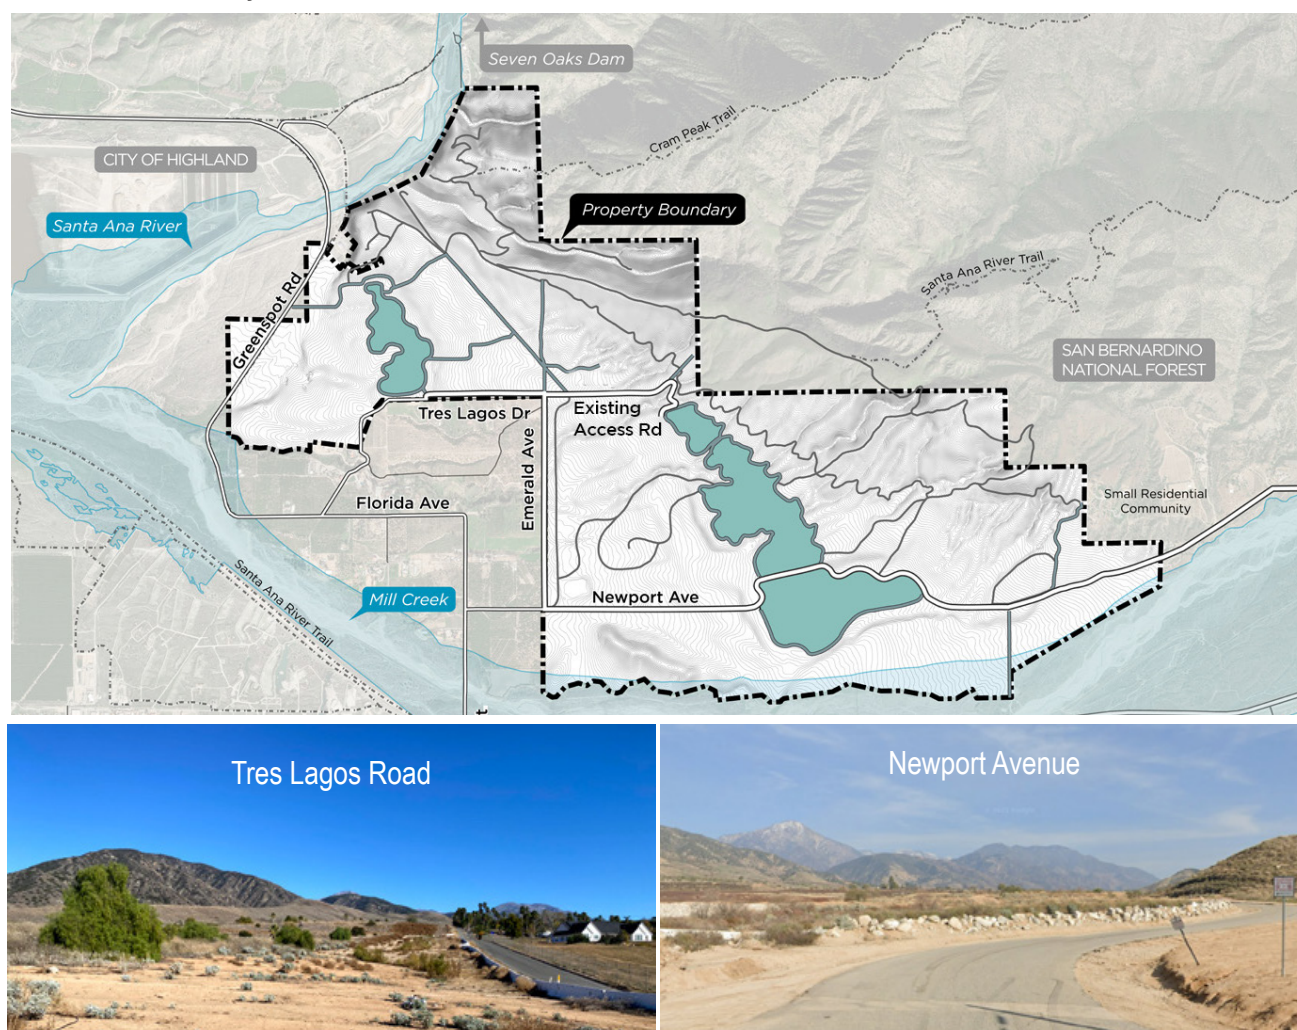 Seven Oaks Dam
Cram Peak Trail
CITY OF HIGHLAND
Property Boundary
Santa Ana River
Santa Ana River Trail
Greenspot Rd
SAN BERNARDINO
NATIONAL FOREST
Tres Lagos Dr
Existing
Access Rd
Emerald Ave
Florida Ave
Small Residential
Community
Santa Ana River Trail
Mill Creek
Newport Ave
Tres Lagos Road
Newport Avenue